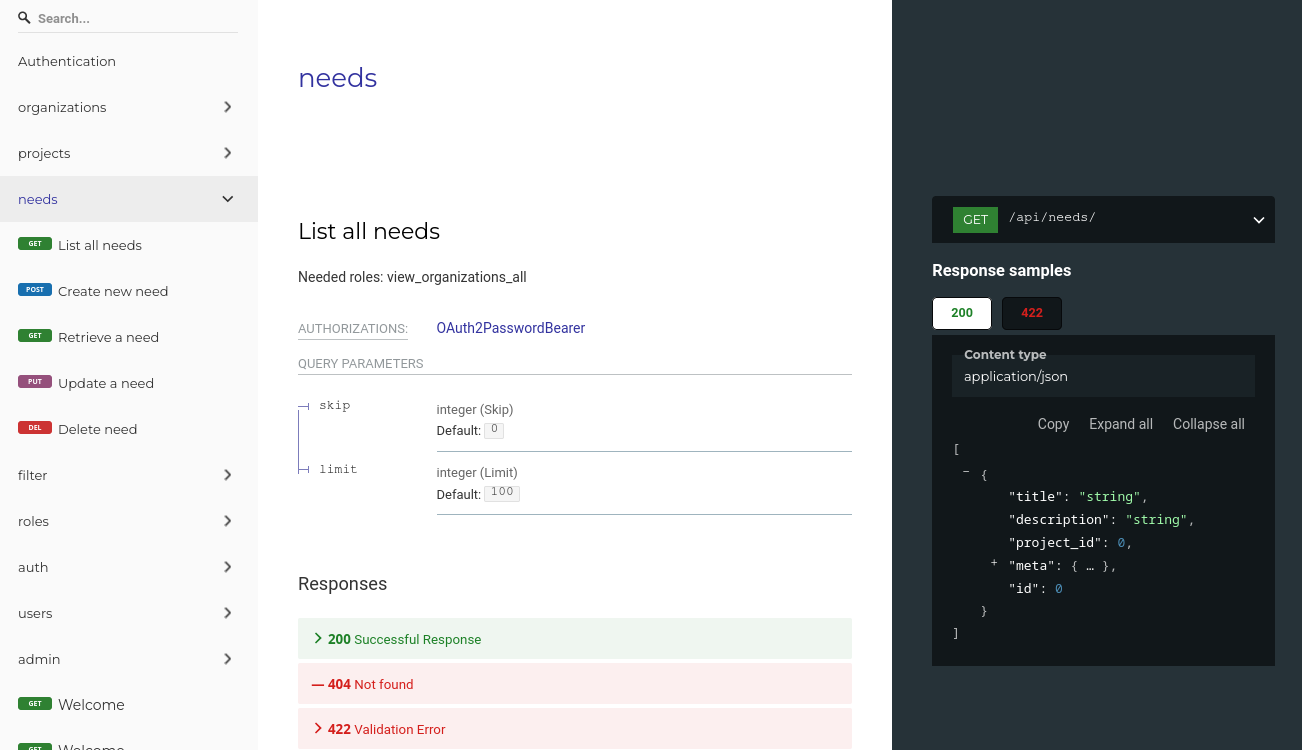 Search...
Authentication
organizations
projects
needs
GET List all needs
POST Create new need
GET Retrieve a need
PUT Update a need
DEL Delete need
filter
roles
auth
users
admin
GET Welcome
GET Welcome
needs
List all needs
Needed roles: view_organizations_all
AUTHORIZATIONS: OAuth2PasswordBearer
QUERY PARAMETERS
skip integer (Skip)
Default: 0
limit integer (Limit)
Default: 100
Responses
200 Successful Response
— 404 Not found
422 Validation Error
GET /api/needs/
Response samples
200 422
Content type
application/json
Copy Expand all Collapse all
[
- {
"title": "string",
"description": "string",
"project_id": 0,
+ "meta": { … },
"id": 0
}
]